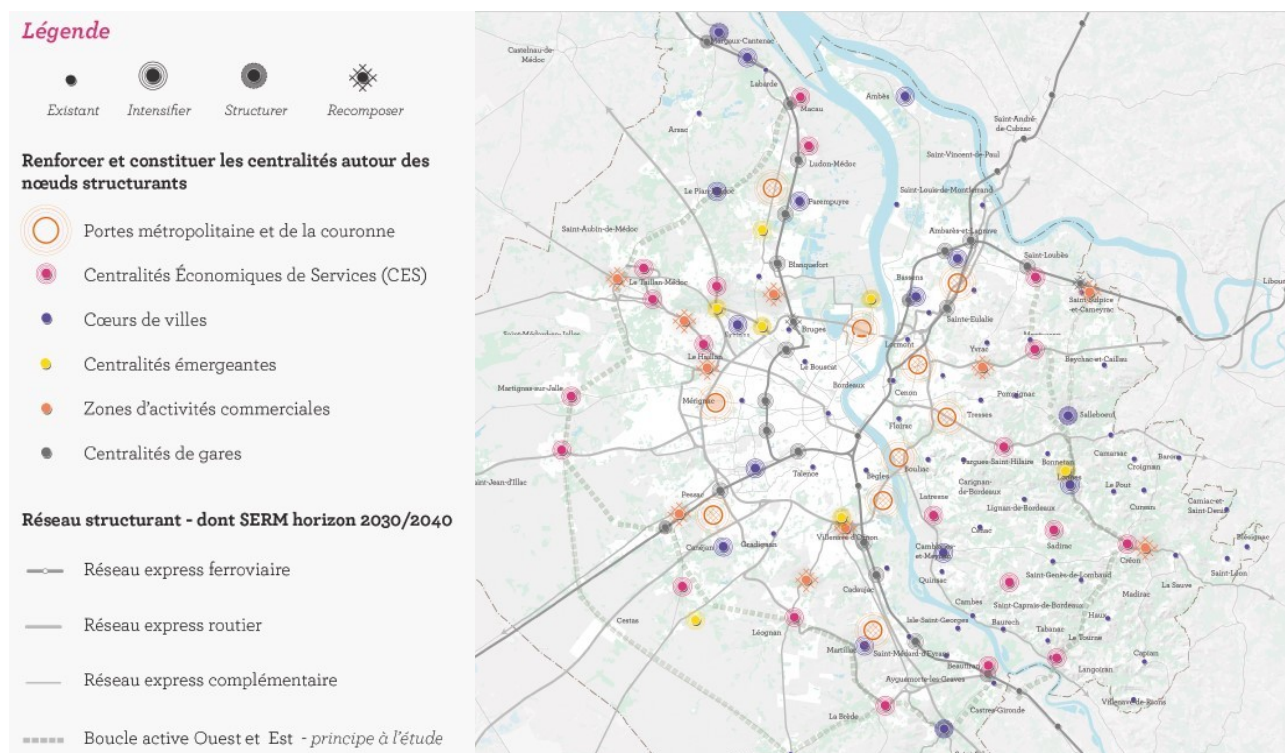 Légende
Existant Intensifier Structurer Recomposer
Renforcer et constituer les centralités autour des
nœuds structurants
Portes métropolitaine et de la couronne
Centralités Économiques de Services (CES)
Cœurs de villes
Centralités émergeantes
Zones d'activités commerciales
Centralités de gares
Réseau structurant - dont SERM horizon 2030/2040
Réseau express ferroviaire
Réseau express routier
Réseau express complémentaire
Boucle active Ouest et Est - principe à l'étude
Margaux-Cantenac
Castelnau-de-
Médoc
Labarde
Macau
Ambès
Arsac
Saint-André
de-Cubzac
Ludon-Médoc
Saint-Vincent-de-Paul
Le Pian-Médoc
Parempuyre
Saint-Louis-de-Montferrand
Saint-Aubin-de-Médoc
Ambarès-et-Lagrave
Blanquefort
Saint-Loubès
Bassens
Le Taillan-Médoc
Saint-Sulpice
et-Cameyrac
Sainte-Eulalie
Eysines
Bruges
Lormont
Yvrac
Le Haillan
Le Bouscat
Beychac-et-Caillau
Bordeaux
Martignas-sur-Jalle
Cenon
Pompignac
Mérignac
Tresses
Salleboeuf
Floirac
Camarsac
Baron
Croignan
Talence
Bouliac
Fargues-Saint-Hilaire
Bonnetan
Saint-Jean-d'Illac
Bègles
Carignan-
de-Bordeaux
Loupes
Le Pout
Pessac
Latresne
Lignan-de-Bordeaux
Cursan
Camiac-et
Saint-Denis
Villenave-d'Ornon
Gradignan
Cénac
Sadirac
Blésignac
Canéjan
Créon
Quinsac
Saint-Genès-de-Lombaud
La Sauve
Saint-Léon
Cadaujac
Madirac
Cambes
Saint-Caprais-de-Bordeaux
Haux
Cestas
Léognan
Isle-Saint-Georges
Baurech
Tabanac
Le Tourne
Martillac
Saint-Médard-d'Eyrans
Beautiran
Langoiran
Capian
Ayguemorte-les-Graves
Villenave-de-Rions
La Brède
Castres-Gironde